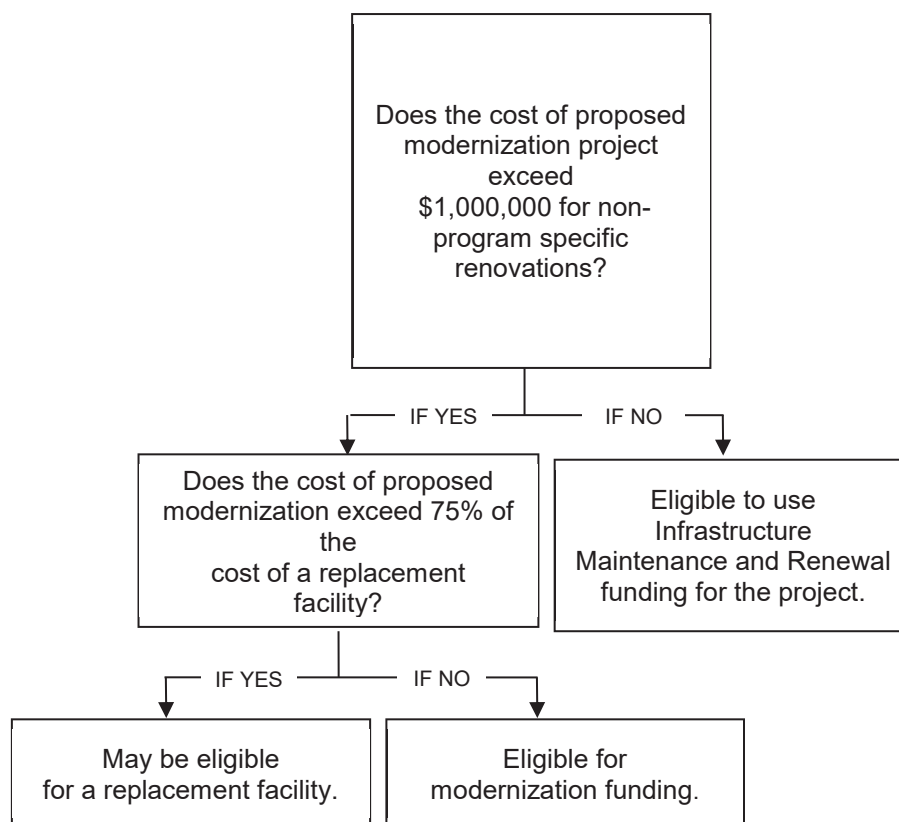 Does the cost of proposed
modernization project
exceed
$1,000,000 for non-
program specific
renovations?
IF YES
IF NO
Does the cost of proposed
modernization exceed 75% of
the
cost of a replacement
facility?
Eligible to use
Infrastructure
Maintenance and Renewal
funding for the project.
IF YES
IF NO
May be eligible
for a replacement facility.
Eligible for
modernization funding.